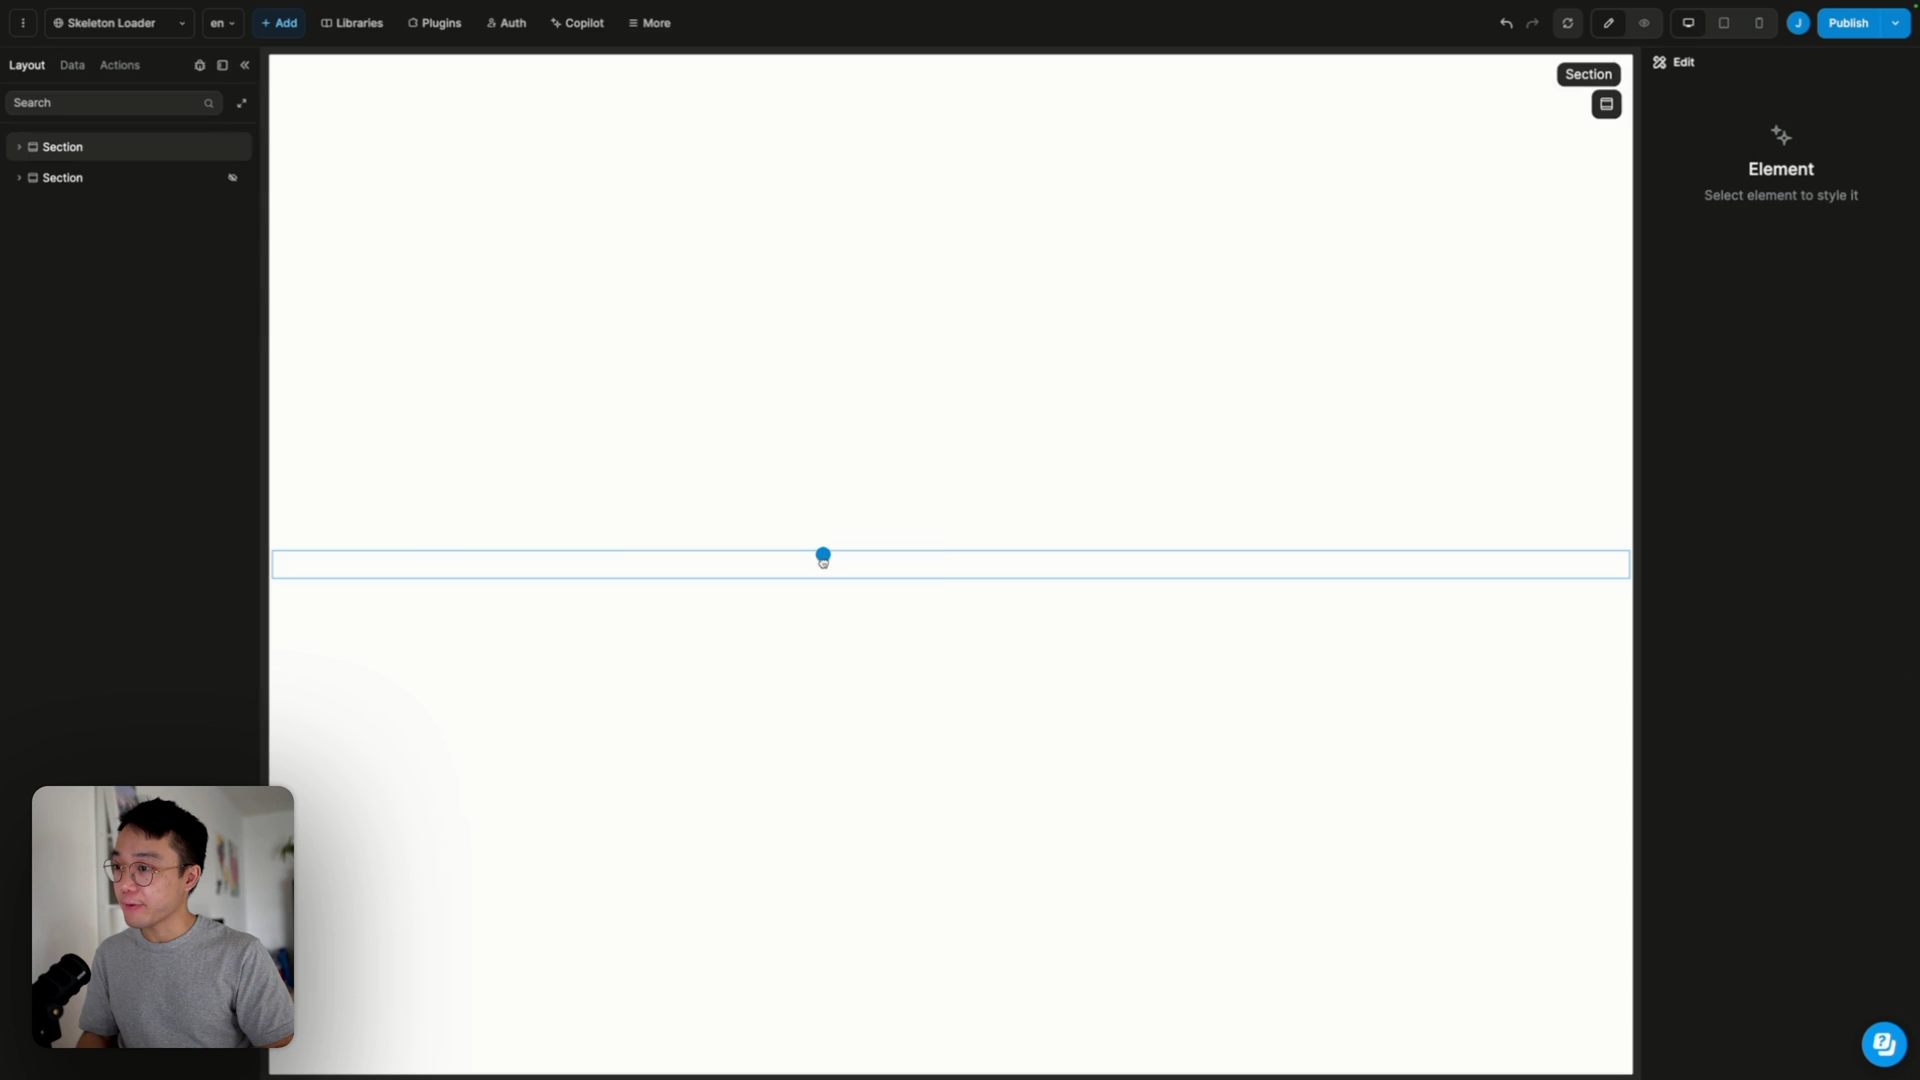 Skeleton Loader
en
+ Add
Libraries
Plugins
Auth
Copilot
More
J
Publish
Layout
Data
Actions
Edit
Search
Section
Section
Section
Element
Select element to style it
?